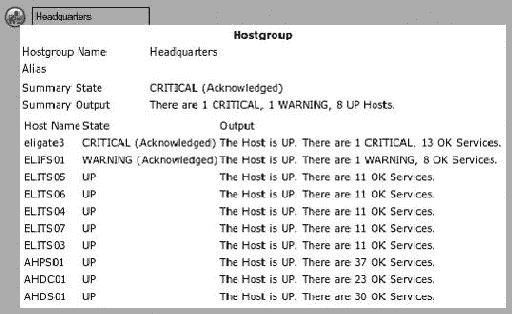 Headquarters
Hostgroup
Hostgroup Name Headquarters
Alias
Summary State CRITICAL (Acknowledged)
Summary Output There are 1 CRITICAL, 1 WARNING, 8 UP Hosts.
Host Name State Output
eligate3 CRITICAL (Acknowledged) The Host is UP. There are 1 CRITICAL, 13 OK Services.
ELIFS01 WARNING (Acknowledged) The Host is UP. There are 1 WARNING, 8 OK Services.
ELITS05 UP The Host is UP. There are 11 OK Services.
ELITS06 UP The Host is UP. There are 11 OK Services.
ELITS04 UP The Host is UP. There are 11 OK Services.
ELITS07 UP The Host is UP. There are 11 OK Services.
ELITS03 UP The Host is UP. There are 11 OK Services.
AHPS01 UP The Host is UP. There are 37 OK Services.
AHDC01 UP The Host is UP. There are 23 OK Services.
AHDS01 UP The Host is UP. There are 30 OK Services.